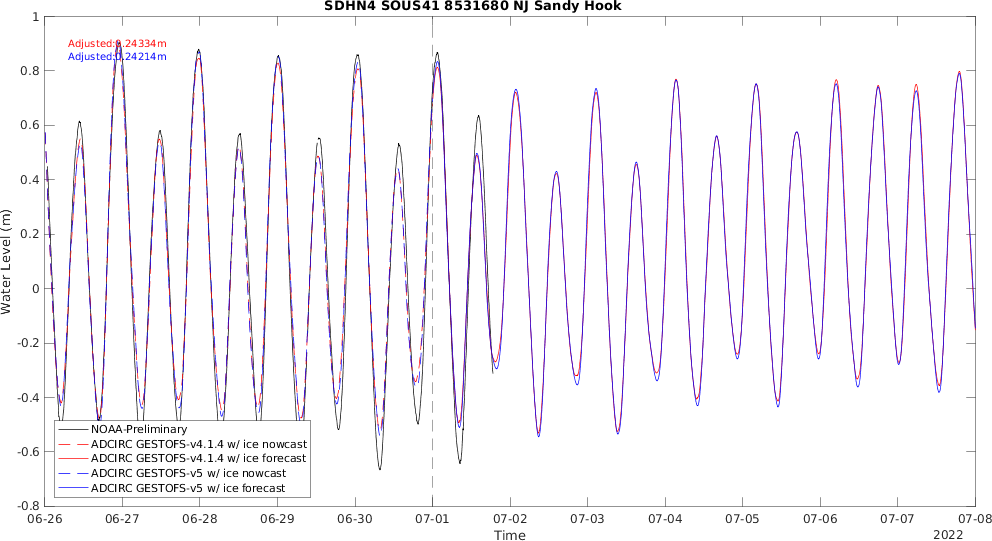 SDHN4 SOUS41 8531680 NJ Sandy Hook
Adjusted:0.24334m
Adjusted:0.24214m
Water Level (m)
1
0.8
0.6
0.4
0.2
0
-0.2
-0.4
-0.6
-0.8
NOAA-Preliminary
ADCIRC GESTOFS-v4.1.4 w/ ice nowcast
ADCIRC GESTOFS-v4.1.4 w/ ice forecast
ADCIRC GESTOFS-v5 w/ ice nowcast
ADCIRC GESTOFS-v5 w/ ice forecast
06-26 06-27 06-28 06-29 06-30 07-01 07-02 07-03 07-04 07-05 07-06 07-07 07-08
Time
2022